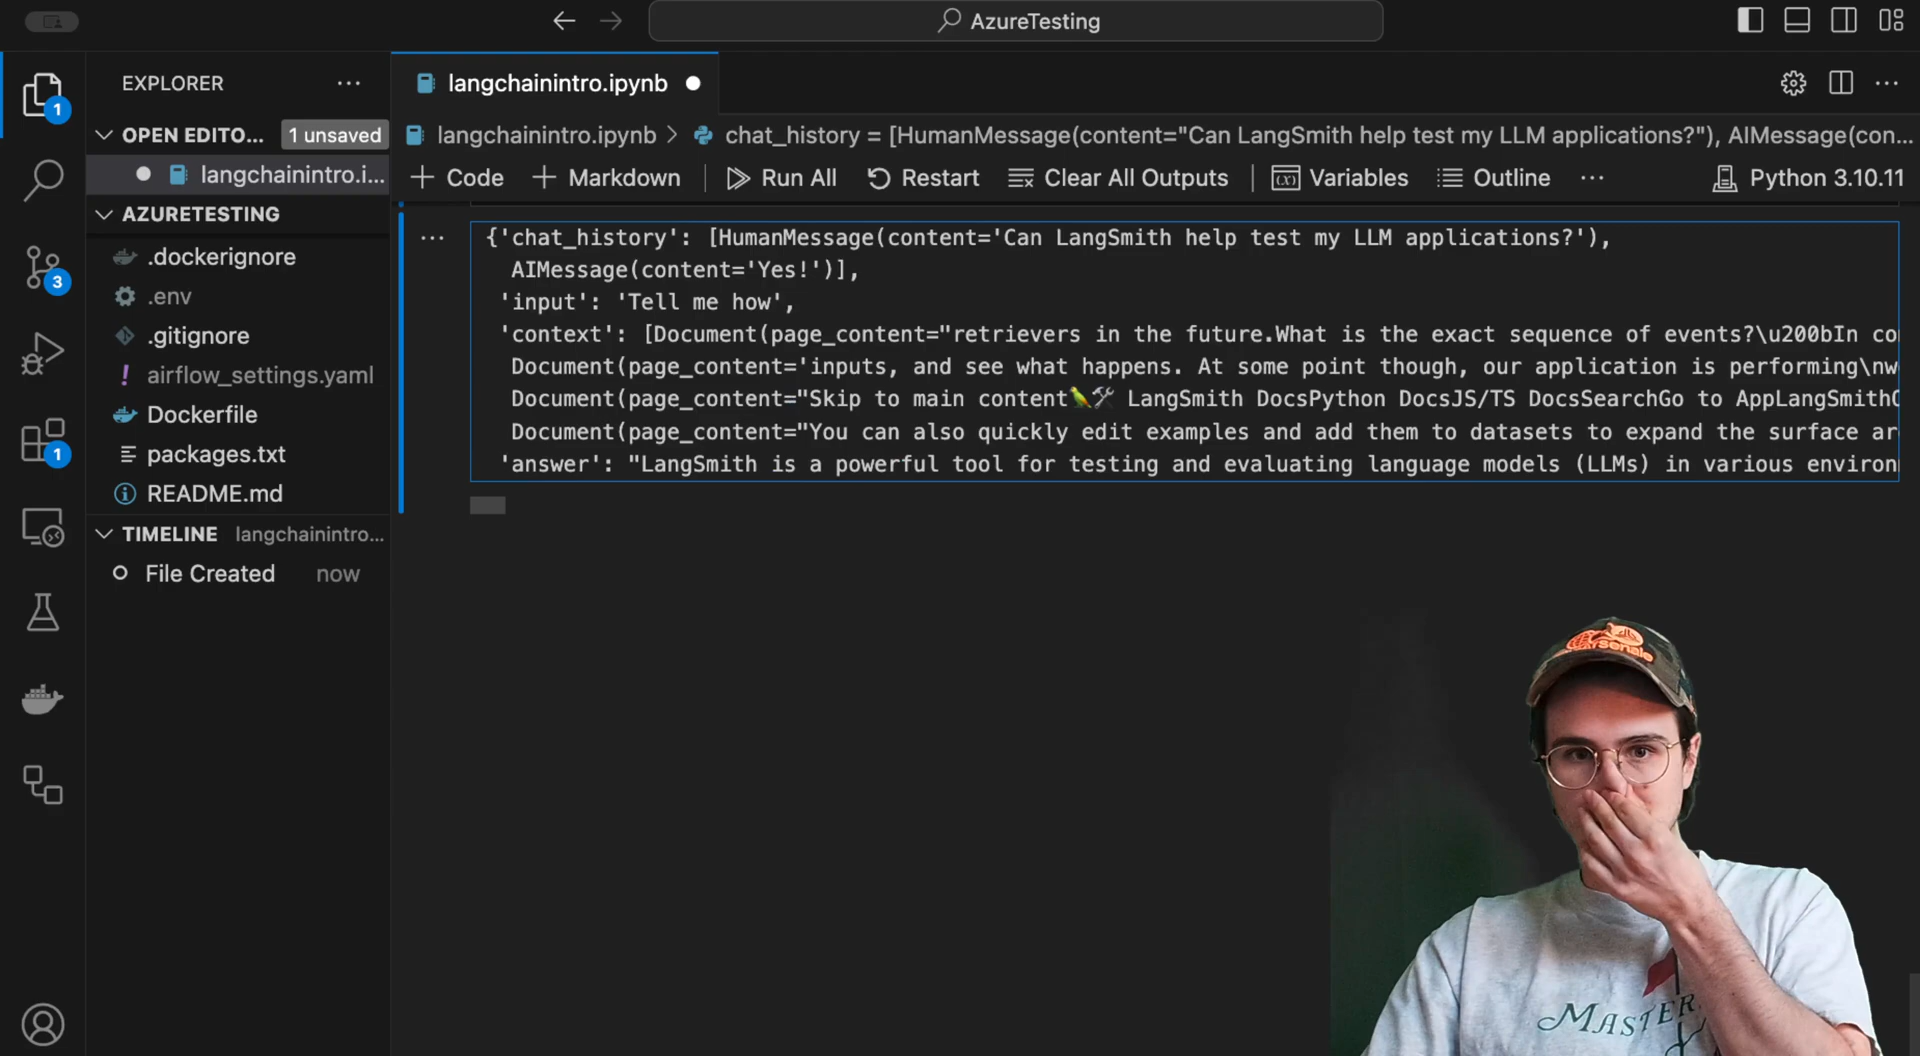 AzureTesting
EXPLORER
langchainintro.ipynb
1
OPEN EDITO... 1 unsaved
langchainintro.ipynb > chat_history = [HumanMessage(content="Can LangSmith help test my LLM applications?"), AIMessage(con...
langchainintro.i...
+ Code + Markdown Run All Restart Clear All Outputs Variables Outline ... Python 3.10.11
AZURETESTING
.dockerignore
.env
.gitignore
airflow_settings.yaml
Dockerfile
packages.txt
README.md
3
1
TIMELINE langchainintro...
File Created now
{'chat_history': [HumanMessage(content='Can LangSmith help test my LLM applications?'),
AIMessage(content='Yes!')],
'input': 'Tell me how',
'context': [Document(page_content="retrievers in the future.What is the exact sequence of events?\u200bIn co
Document(page_content='inputs, and see what happens. At some point though, our application is performing\nw
Document(page_content="Skip to main content🦜🛠️ LangSmith DocsPython DocsJS/TS DocsSearchGo to AppLangSmithO
Document(page_content="You can also quickly edit examples and add them to datasets to expand the surface ar
'answer': "LangSmith is a powerful tool for testing and evaluating language models (LLMs) in various environ
MASTER